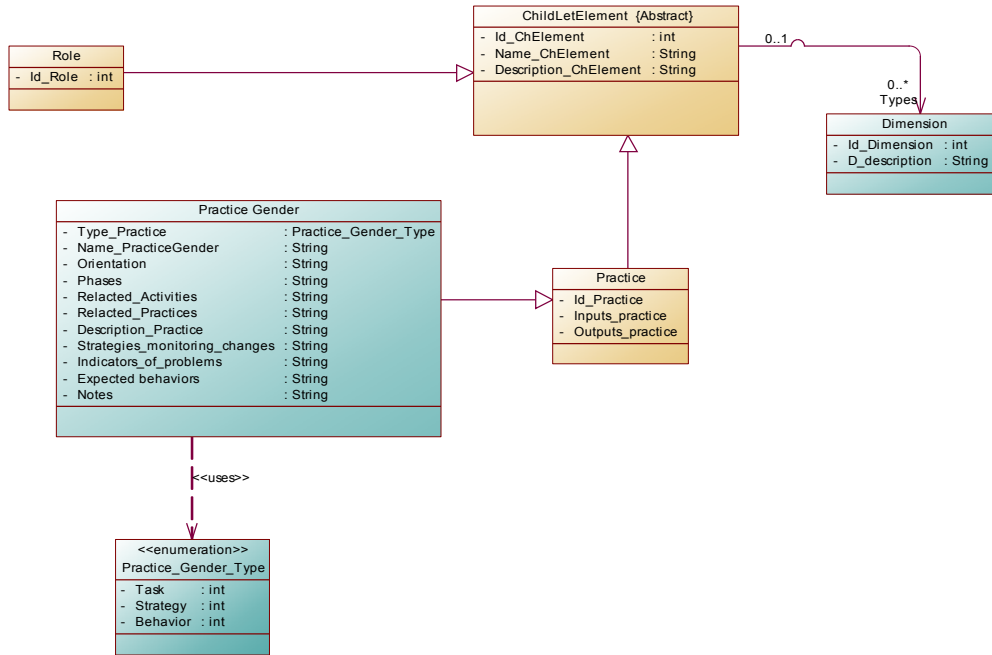 ChildLetElement {Abstract}
- Id_ChElement : int
- Name_ChElement : String
- Description_ChElement : String
0..1
0..*
Types
Role
- Id_Role : int
Dimension
- Id_Dimension : int
- D_description : String
Practice Gender
- Type_Practice : Practice_Gender_Type
- Name_PracticeGender : String
- Orientation : String
- Phases : String
- Relacted_Activities : String
- Relacted_Practices : String
- Description_Practice : String
- Strategies_monitoring_changes : String
- Indicators_of_problems : String
- Expected behaviors : String
- Notes : String
Practice
- Id_Practice
- Inputs_practice
- Outputs_practice
<<uses>>
<<enumeration>>
Practice_Gender_Type
- Task : int
- Strategy : int
- Behavior : int